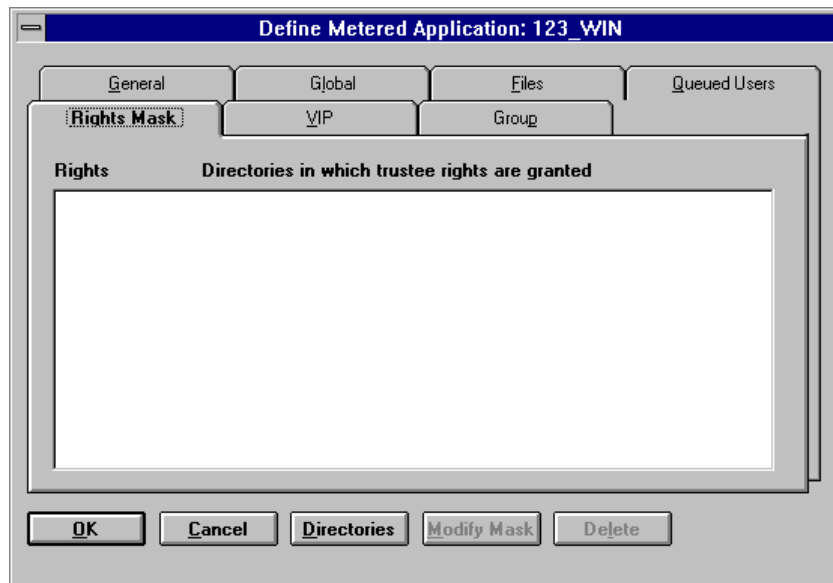 Define Metered Application: 123_WIN
General Global Files Queued Users
Rights Mask VIP Group
Rights Directories in which trustee rights are granted
OK Cancel Directories Modify Mask Delete